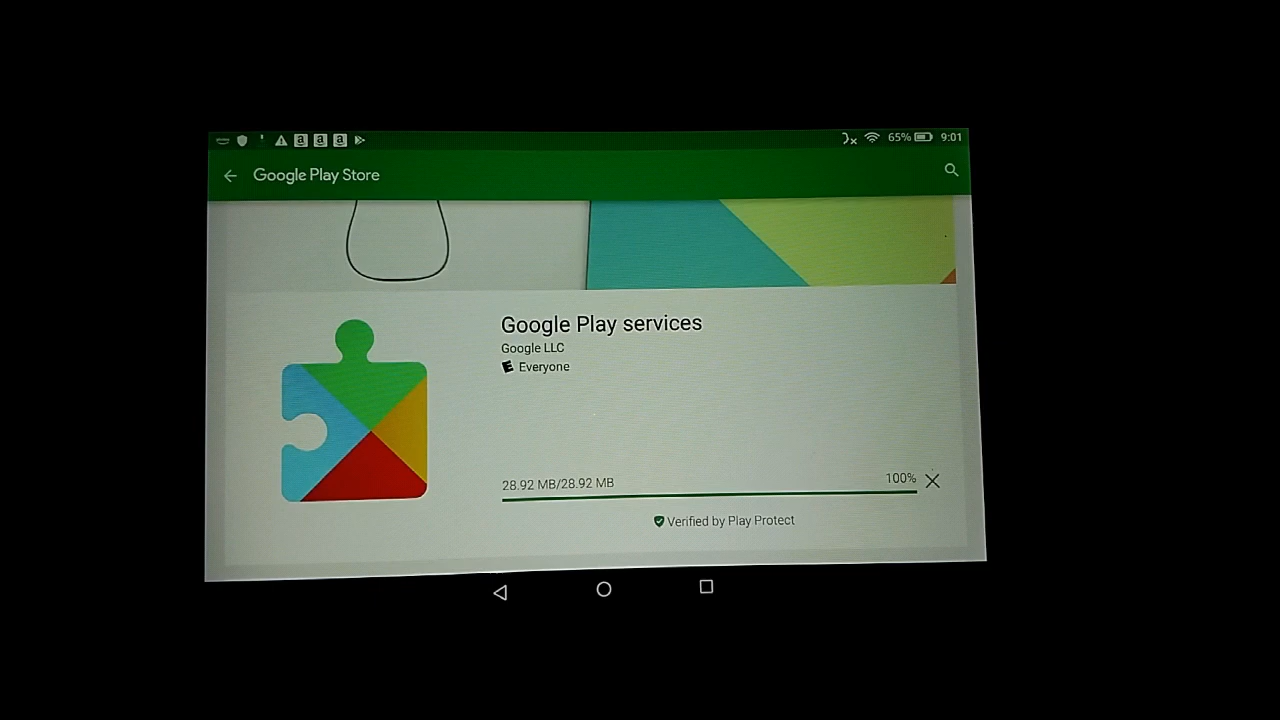 65% 9:01
Google Play Store
Google Play services
Google LLC
E Everyone
28.92 MB/28.92 MB 100%
Verified by Play Protect